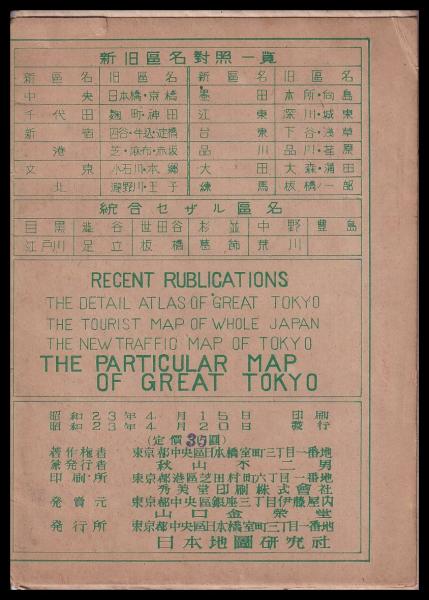 新旧區名對照一覧
新區名 旧區名 新區名 旧區名
中央 日本橋・京橋 墨田 本所・向島
千代田 麹町・神田 江東 深川・城東
新宿 四谷・牛込・淀橋 台東 下谷・浅草
港 芝・麻布・赤坂 品川 品川・荏原
文京 小石川・本郷 大田 大森・蒲田
北 瀧野川・王子 練馬 板橋ノ一部
統合セザル區名
目黒 澁谷 世田谷 杉並 中野 豊島
江戸川 足立 板橋 葛飾 荒川
RECENT RUBLICATIONS
THE DETAIL ATLAS OF GREAT TOKYO
THE TOURIST MAP OF WHOLE JAPAN
THE NEW TRAFFIC MAP OF TOKYO
THE PARTICULAR MAP
OF GREAT TOKYO
昭和23年4月15日 印刷
昭和23年4月20日 發行
(定價35圓)
著作権者 東京都中央區日本橋室町三丁目一番地
兼発行者 秋山不二男
印刷所 東京都港區芝田村町六丁目一番地
秀美堂印刷株式會社
発賣元 東京都中央區銀座三丁目伊藤屋内
山口金榮堂
発行所 東京都中央區日本橋室町三丁目一番地
日本地圖研究社